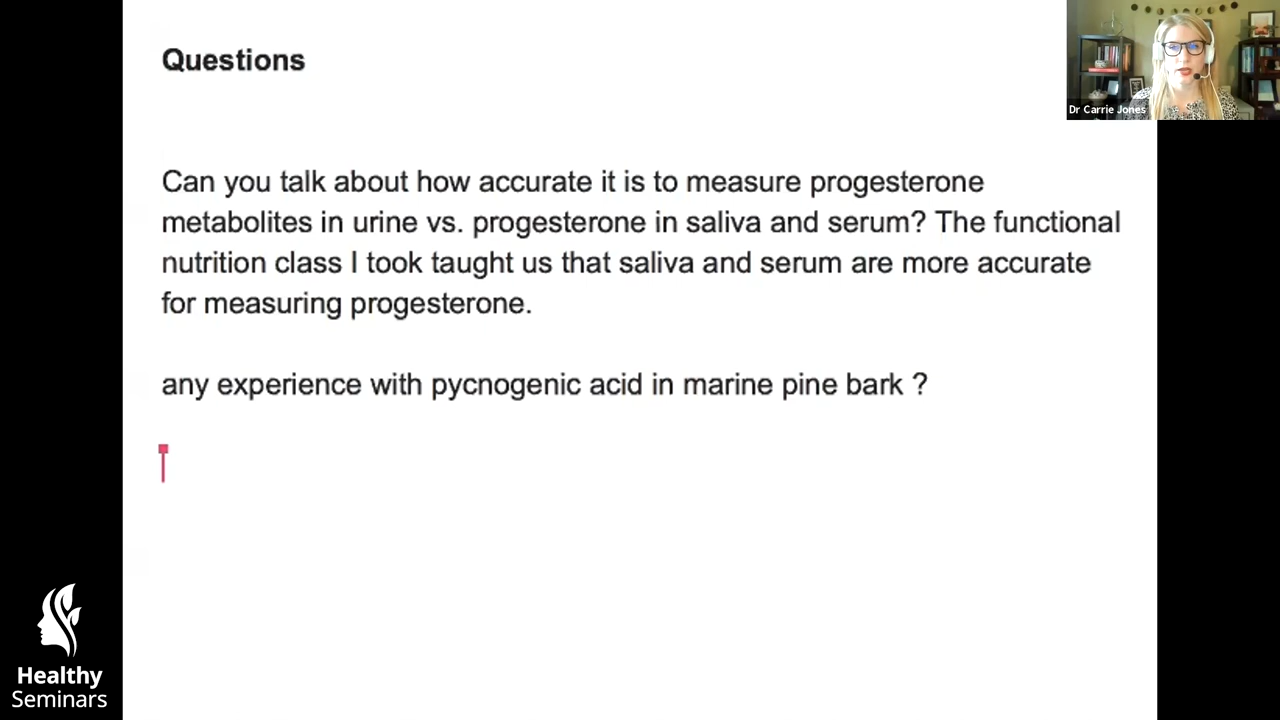 Questions
Dr Carrie Jones
Can you talk about how accurate it is to measure progesterone
metabolites in urine vs. progesterone in saliva and serum? The functional
nutrition class I took taught us that saliva and serum are more accurate
for measuring progesterone.
any experience with pycnogenic acid in marine pine bark ?
Healthy
Seminars